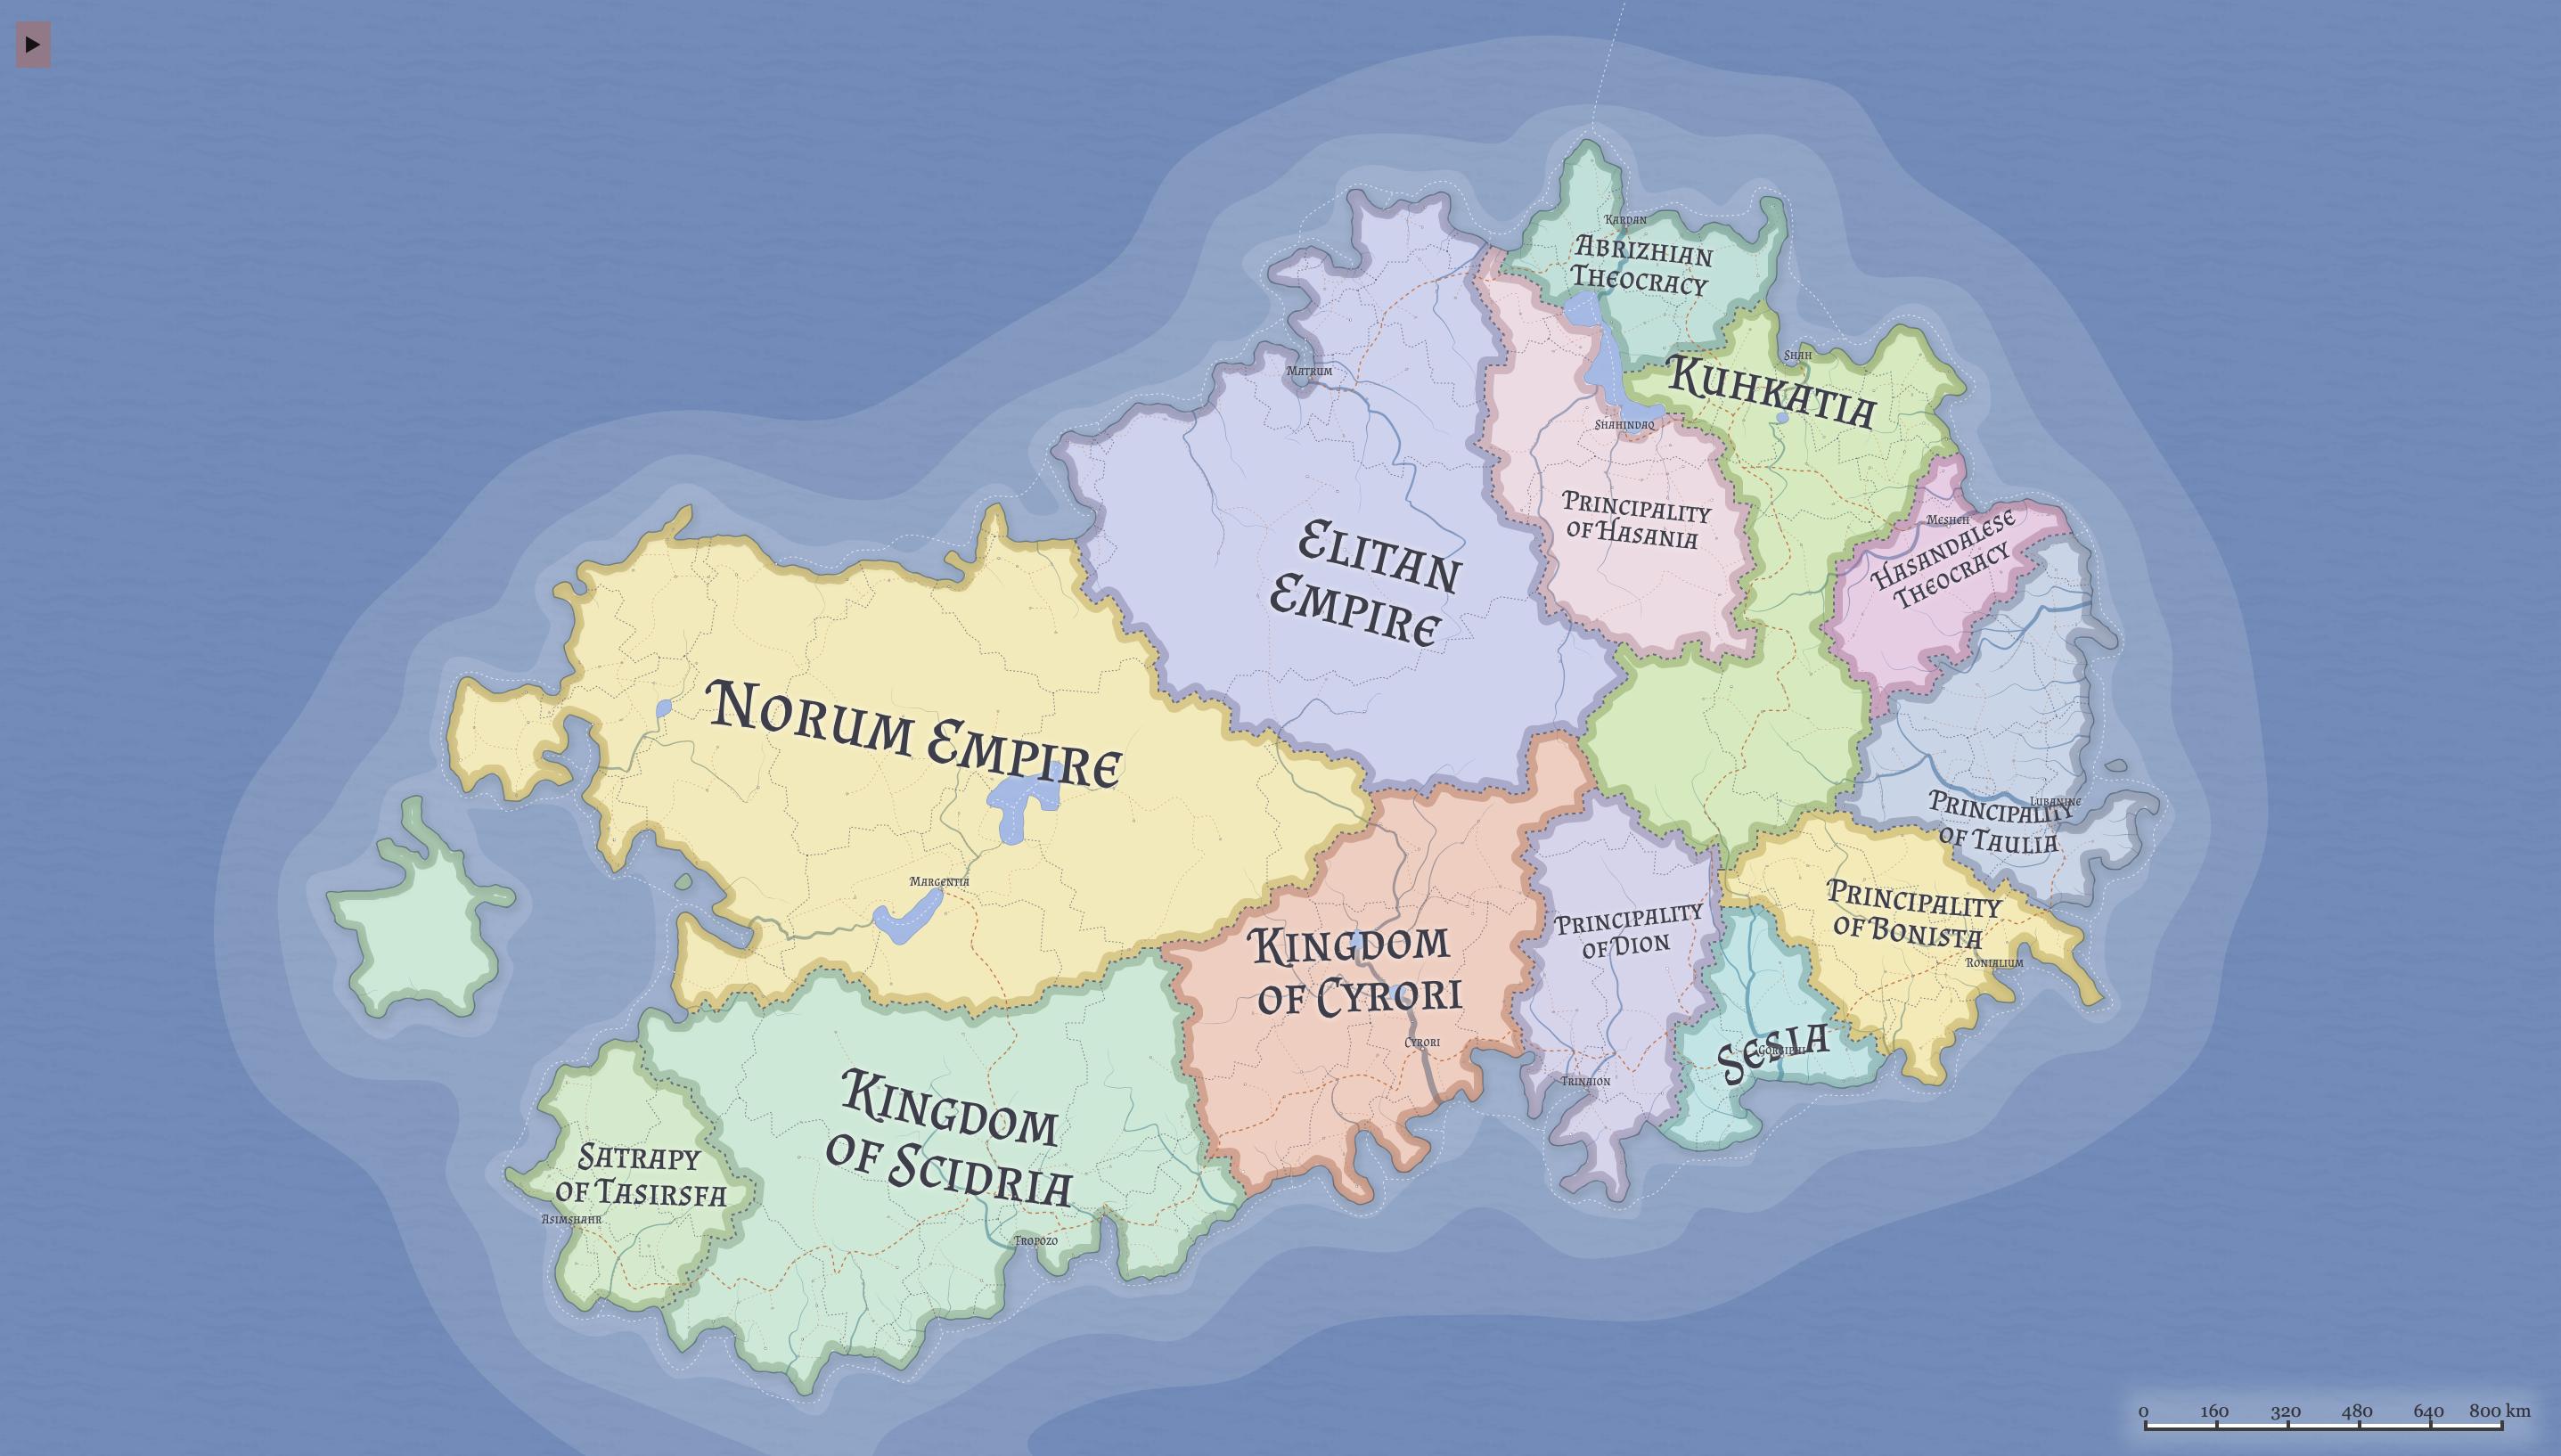 Kardan
Abrizhian
Theocracy
Shah
Kuhkatia
Matrum
Shahindaq
Principality
of Hasania
Mesheh
Hasandalese
Theocracy
Elitan
Empire
Norum Empire
Lubanine
Principality
of Taulia
Margentia
Principality
of Bonista
Ronialium
Principality
of Dion
Kingdom
of Cyrori
Cyrori
Sesia
Trinaion
Kingdom
of Scidria
Satrapy
of Tasirsfa
Asimshahr
Tropozo
0 160 320 480 640 800 km